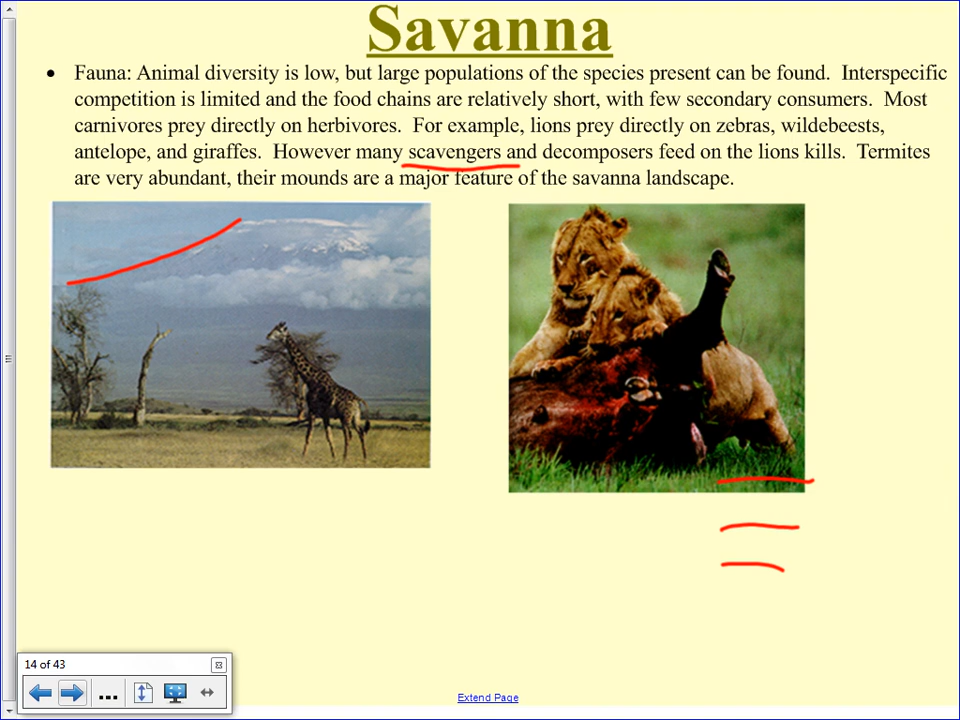 Savanna
• Fauna: Animal diversity is low, but large populations of the species present can be found. Interspecific
competition is limited and the food chains are relatively short, with few secondary consumers. Most
carnivores prey directly on herbivores. For example, lions prey directly on zebras, wildebeests,
antelope, and giraffes. However many scavengers and decomposers feed on the lions kills. Termites
are very abundant, their mounds are a major feature of the savanna landscape.
14 of 43
...
Extend Page